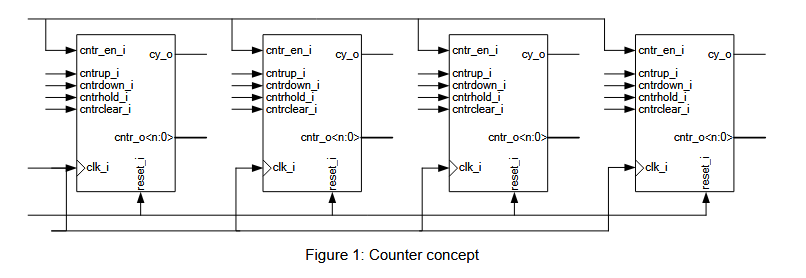 cntr_en_i cy_o
cntrup_i
cntrdown_i
cntrhold_i
cntrclear_i
cntr_o<n:0>
clk_i
reset_i
cntr_en_i cy_o
cntrup_i
cntrdown_i
cntrhold_i
cntrclear_i
cntr_o<n:0>
clk_i
reset_i
cntr_en_i cy_o
cntrup_i
cntrdown_i
cntrhold_i
cntrclear_i
cntr_o<n:0>
clk_i
reset_i
cntr_en_i cy_o
cntrup_i
cntrdown_i
cntrhold_i
cntrclear_i
cntr_o<n:0>
clk_i
reset_i
Figure 1: Counter concept